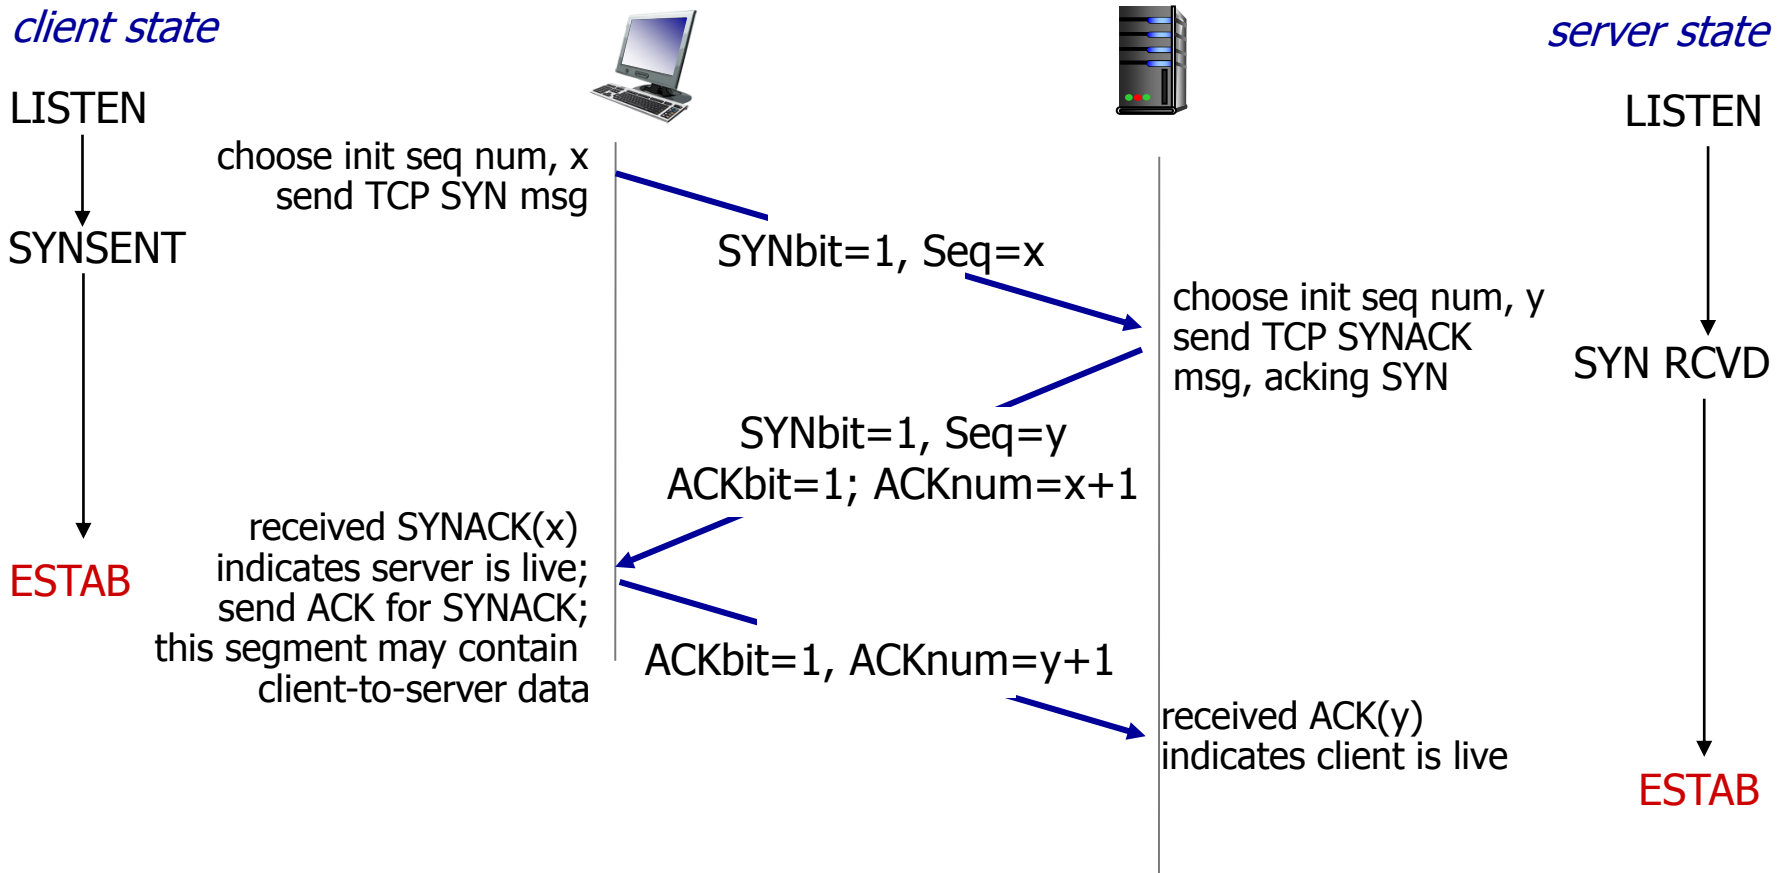 client state
server state
LISTEN
LISTEN
choose init seq num, x
send TCP SYN msg
SYNSENT
SYNbit=1, Seq=x
choose init seq num, y
send TCP SYNACK
msg, acking SYN
SYN RCVD
SYNbit=1, Seq=y
ACKbit=1; ACKnum=x+1
received SYNACK(x)
indicates server is live;
send ACK for SYNACK;
this segment may contain
client-to-server data
ESTAB
ACKbit=1, ACKnum=y+1
received ACK(y)
indicates client is live
ESTAB